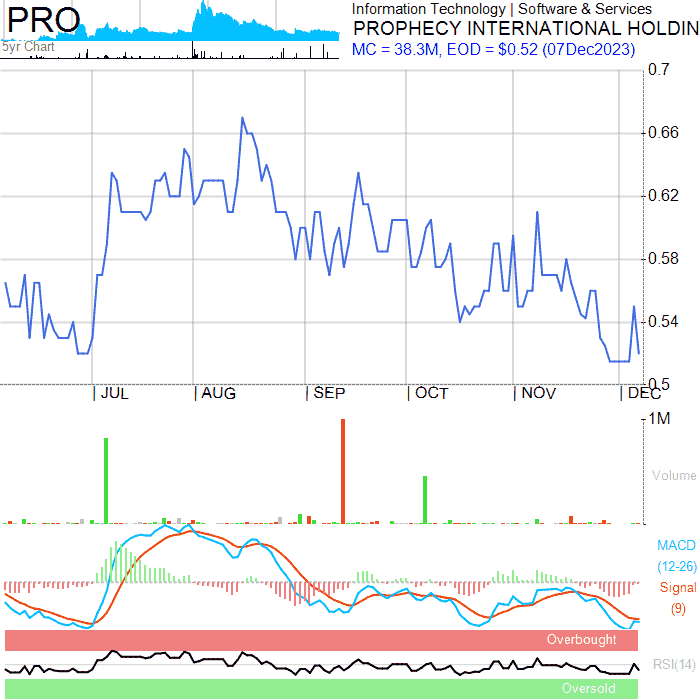 PRO
5yr Chart
Information Technology | Software & Services
PROPHECY INTERNATIONAL HOLDIN
MC = 38.3M, EOD = $0.52 (07Dec2023)
0.7
0.66
0.62
0.58
0.54
0.5
JUL
AUG
SEP
OCT
NOV
DEC
1M
Volume
MACD
(12-26)
Signal
(9)
Overbought
RSI(14)
Oversold